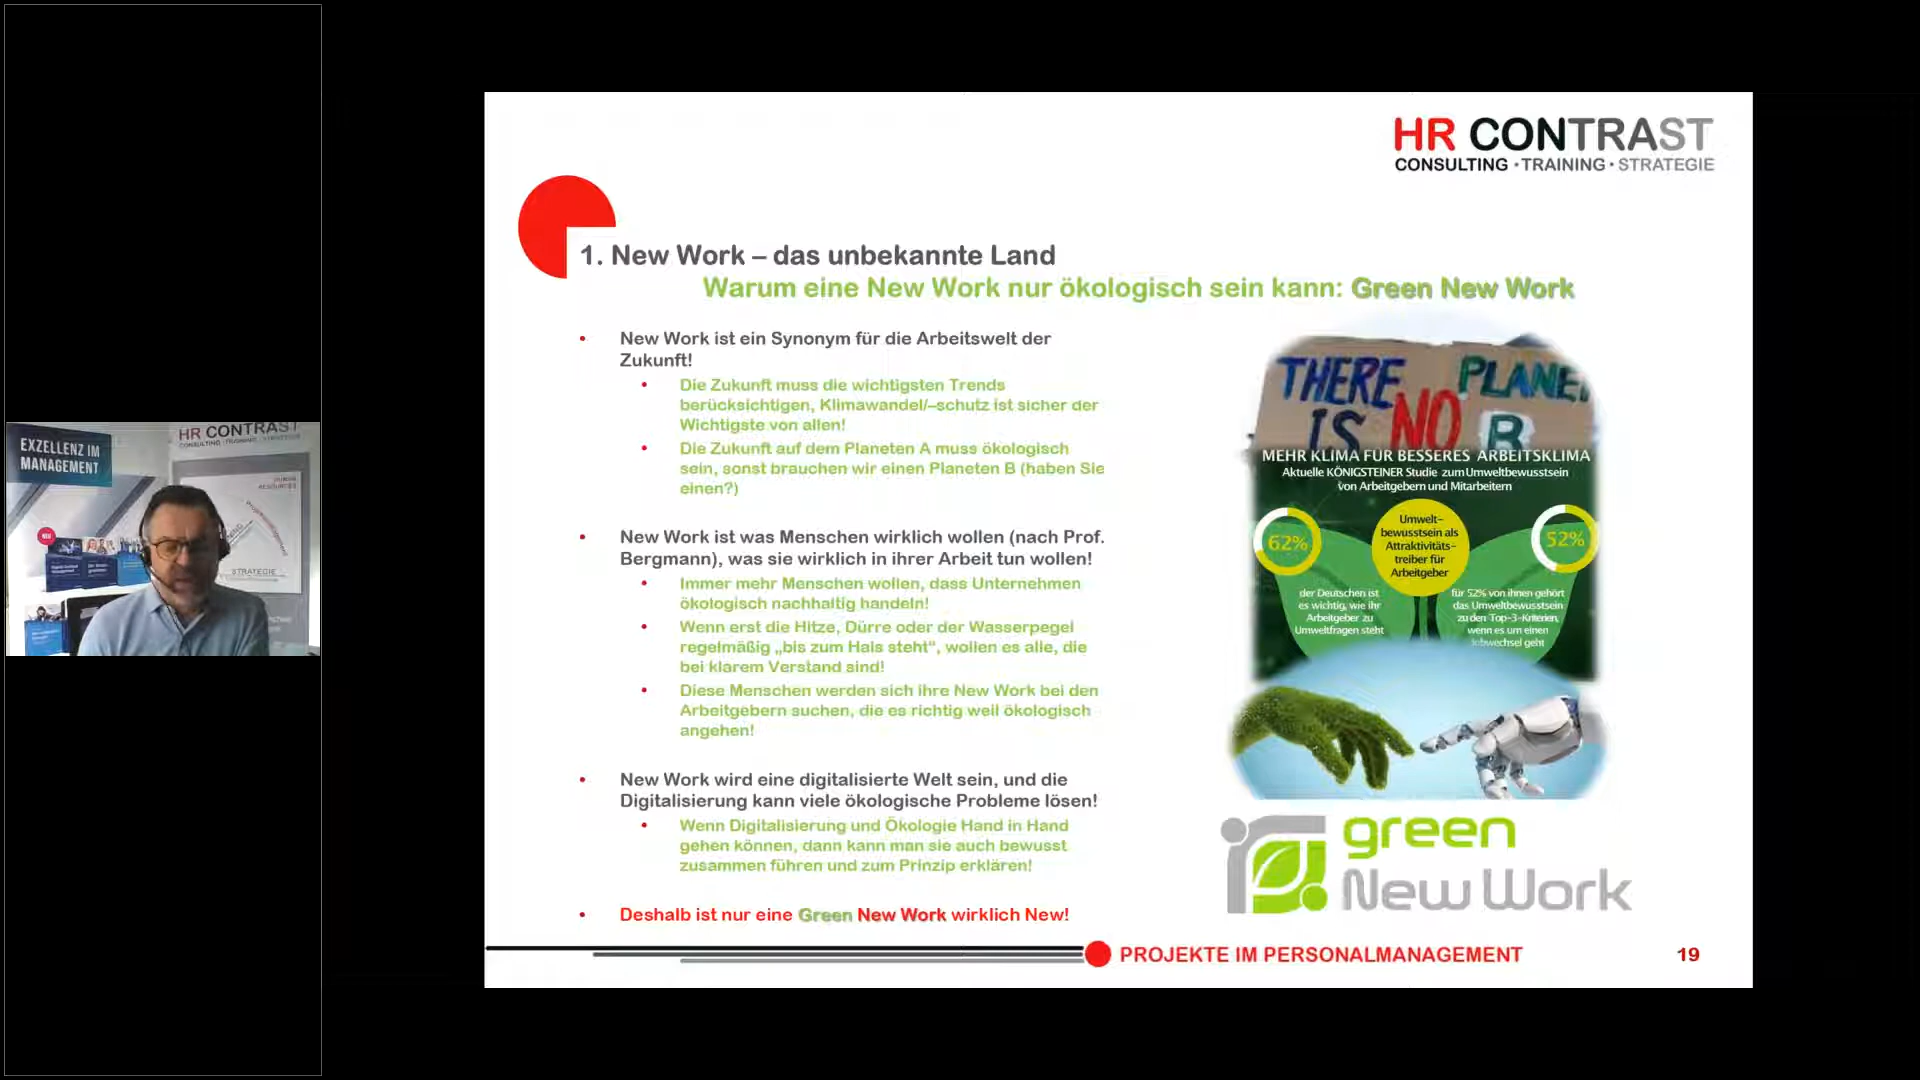 HR CONTRAST
CONSULTING · TRAINING · STRATEGIE
1. New Work – das unbekannte Land
Warum eine New Work nur ökologisch sein kann: Green New Work
• New Work ist ein Synonym für die Arbeitswelt der
Zukunft!
• Die Zukunft muss die wichtigsten Trends
berücksichtigen, Klimawandel/–schutz ist sicher der
Wichtigste von allen!
• Die Zukunft auf dem Planeten A muss ökologisch
sein, sonst brauchen wir einen Planeten B (haben Sie
einen?)
• New Work ist was Menschen wirklich wollen (nach Prof.
Bergmann), was sie wirklich in ihrer Arbeit tun wollen!
• Immer mehr Menschen wollen, dass Unternehmen
ökologisch nachhaltig handeln!
• Wenn erst die Hitze, Dürre oder der Wasserpegel
regelmäßig „bis zum Hals steht“, wollen es alle, die
bei klarem Verstand sind!
• Diese Menschen werden sich ihre New Work bei den
Arbeitgebern suchen, die es richtig weil ökologisch
angehen!
• New Work wird eine digitalisierte Welt sein, und die
Digitalisierung kann viele ökologische Probleme lösen!
• Wenn Digitalisierung und Ökologie Hand in Hand
gehen können, dann kann man sie auch bewusst
zusammen führen und zum Prinzip erklären!
• Deshalb ist nur eine Green New Work wirklich New!
THERE PLANE
IS NO B
MEHR KLIMA FÜR BESSERES ARBEITSKLIMA
Aktuelle KÖNIGSTEINER Studie zum Umweltbewusstsein
von Arbeitgebern und Mitarbeitern
62%
Umwelt-
bewusstsein als
Attraktivitäts-
treiber für
Arbeitgeber
52%
der Deutschen ist
es wichtig, wie ihr
Arbeitgeber zu
Umweltfragen steht
für 52% von ihnen gehört
das Umweltbewusstsein
zu den Top-3-Kriterien,
wenn es um einen
Jobwechsel geht
green
New Work
PROJEKTE IM PERSONALMANAGEMENT
19
EXZELLENZ IM
MANAGEMENT
HR CONTRAST
CONSULTING · TRAINING · STRATEGIE
HUMAN
RESOURCES
STRATEGIE